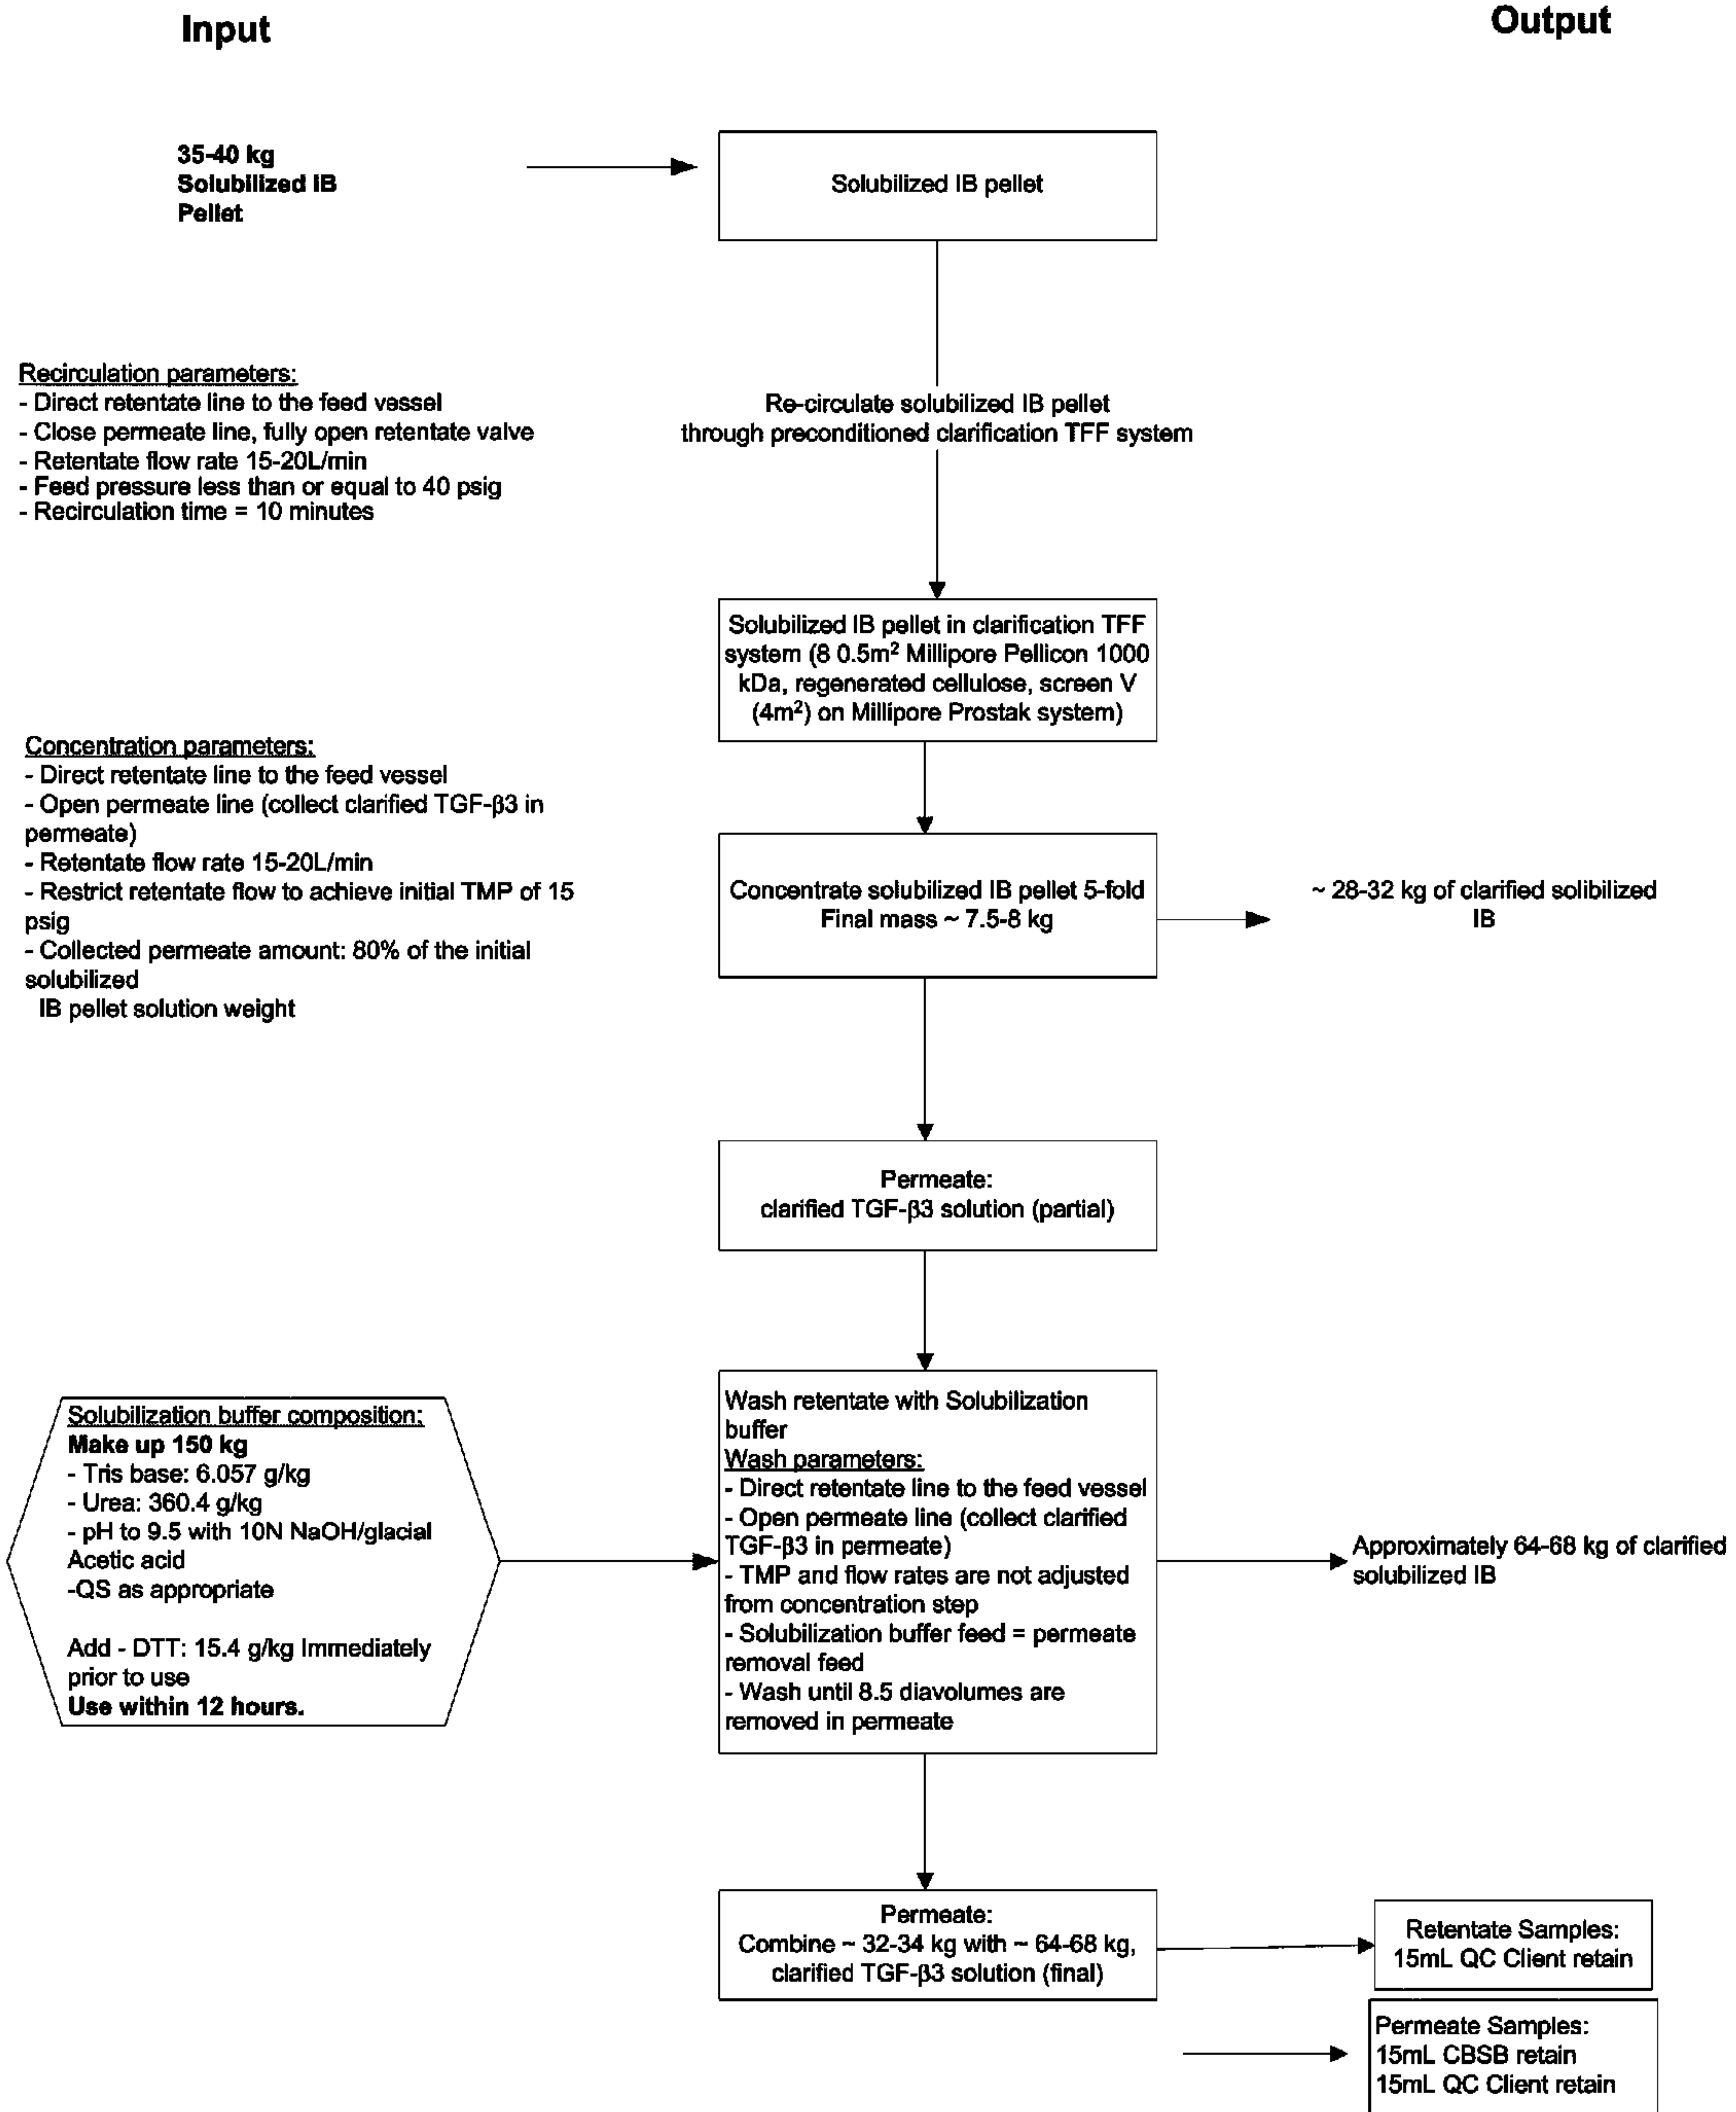 Input
Output
35-40 kg
Solubilized IB
Pellet
Solubilized IB pellet
Recirculation parameters:
- Direct retentate line to the feed vessel
- Close permeate line, fully open retentate valve
- Retentate flow rate 15-20L/min
- Feed pressure less than or equal to 40 psig
- Recirculation time = 10 minutes
Re-circulate solubilized IB pellet
through preconditioned clarification TFF system
Solubilized IB pellet in clarification TFF
system (8 0.5m² Millipore Pellicon 1000
kDa, regenerated cellulose, screen V
(4m²) on Millipore Prostak system)
Concentration parameters:
- Direct retentate line to the feed vessel
- Open permeate line (collect clarified TGF-β3 in
permeate)
- Retentate flow rate 15-20L/min
- Restrict retentate flow to achieve initial TMP of 15
psig
- Collected permeate amount: 80% of the initial
solubilized
IB pellet solution weight
Concentrate solubilized IB pellet 5-fold
Final mass ~ 7.5-8 kg
~ 28-32 kg of clarified solibilized
IB
Permeate:
clarified TGF-β3 solution (partial)
Solubilization buffer composition:
Make up 150 kg
- Tris base: 6.057 g/kg
- Urea: 360.4 g/kg
- pH to 9.5 with 10N NaOH/glacial
Acetic acid
-QS as appropriate
Add - DTT: 15.4 g/kg Immediately
prior to use
Use within 12 hours.
Wash retentate with Solubilization
buffer
Wash parameters:
- Direct retentate line to the feed vessel
- Open permeate line (collect clarified
TGF-β3 in permeate)
- TMP and flow rates are not adjusted
from concentration step
- Solubilization buffer feed = permeate
removal feed
- Wash until 8.5 diavolumes are
removed in permeate
Approximately 64-68 kg of clarified
solubilized IB
Permeate:
Combine ~ 32-34 kg with ~ 64-68 kg,
clarified TGF-β3 solution (final)
Retentate Samples:
15mL QC Client retain
Permeate Samples:
15mL CBSB retain
15mL QC Client retain